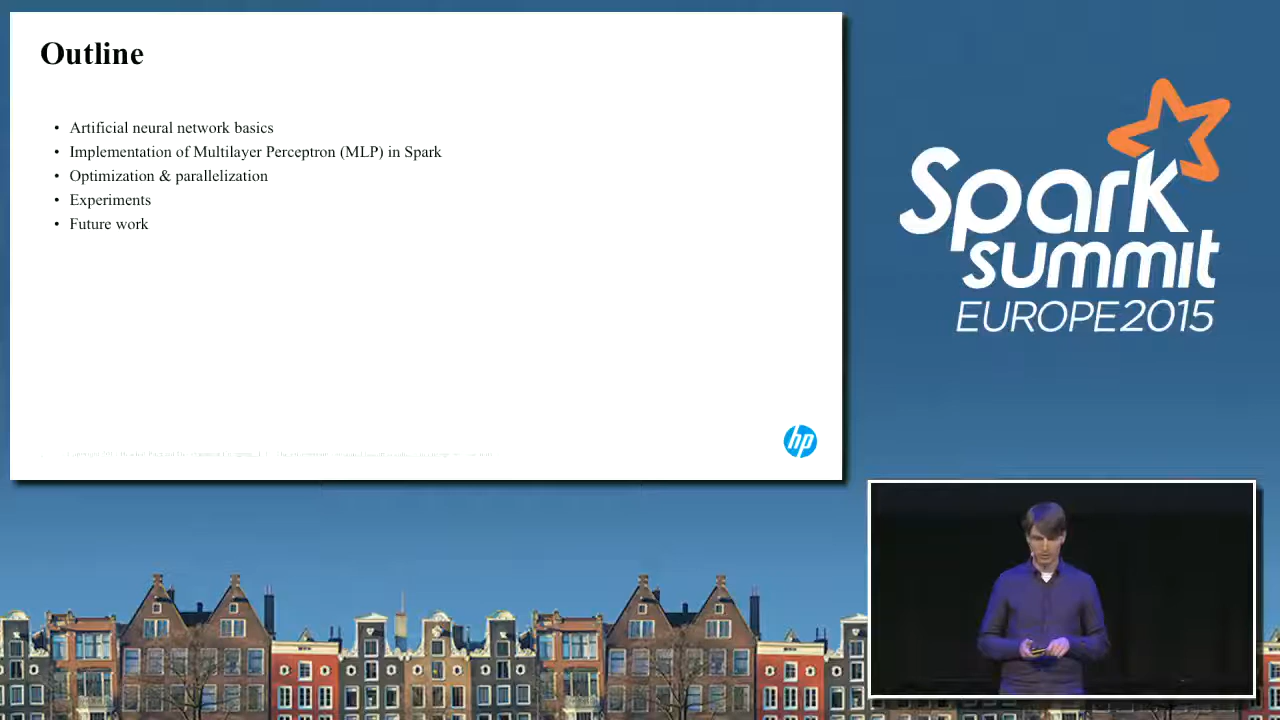 Outline
• Artificial neural network basics
• Implementation of Multilayer Perceptron (MLP) in Spark
• Optimization & parallelization
• Experiments
• Future work
hp
Spark
summit
EUROPE 2015